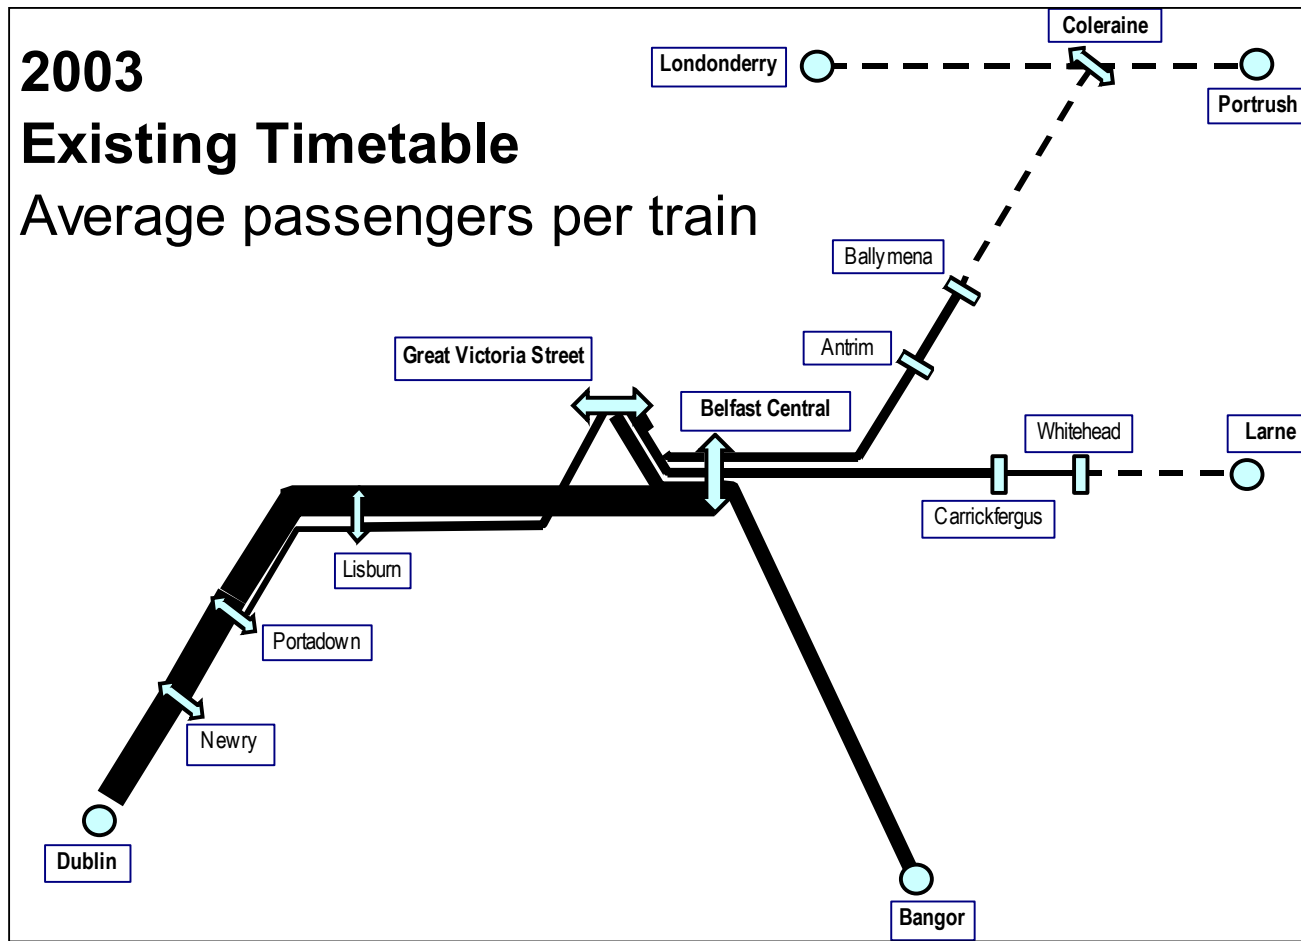 2003
Existing Timetable
Average passengers per train
Coleraine
Londonderry
Portrush
Ballymena
Antrim
Great Victoria Street
Belfast Central
Whitehead
Larne
Carrickfergus
Lisburn
Portadown
Newry
Dublin
Bangor